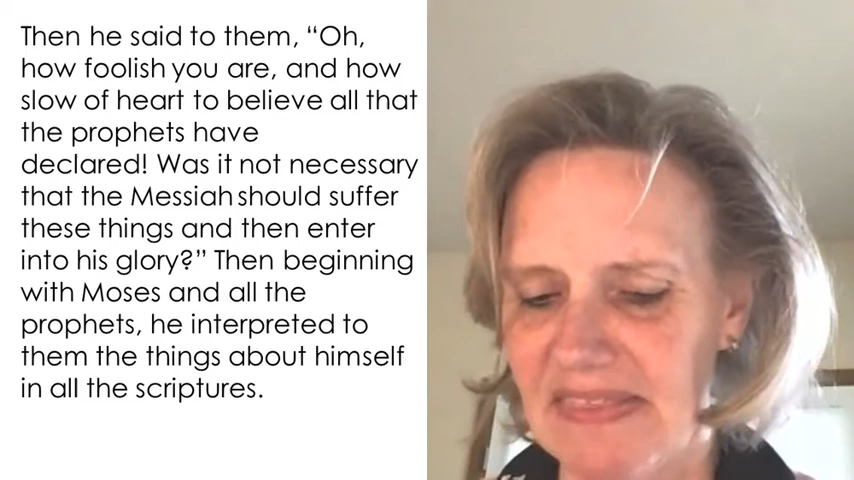 Then he said to them, “Oh,
how foolish you are, and how
slow of heart to believe all that
the prophets have
declared! Was it not necessary
that the Messiah should suffer
these things and then enter
into his glory?” Then beginning
with Moses and all the
prophets, he interpreted to
them the things about himself
in all the scriptures.